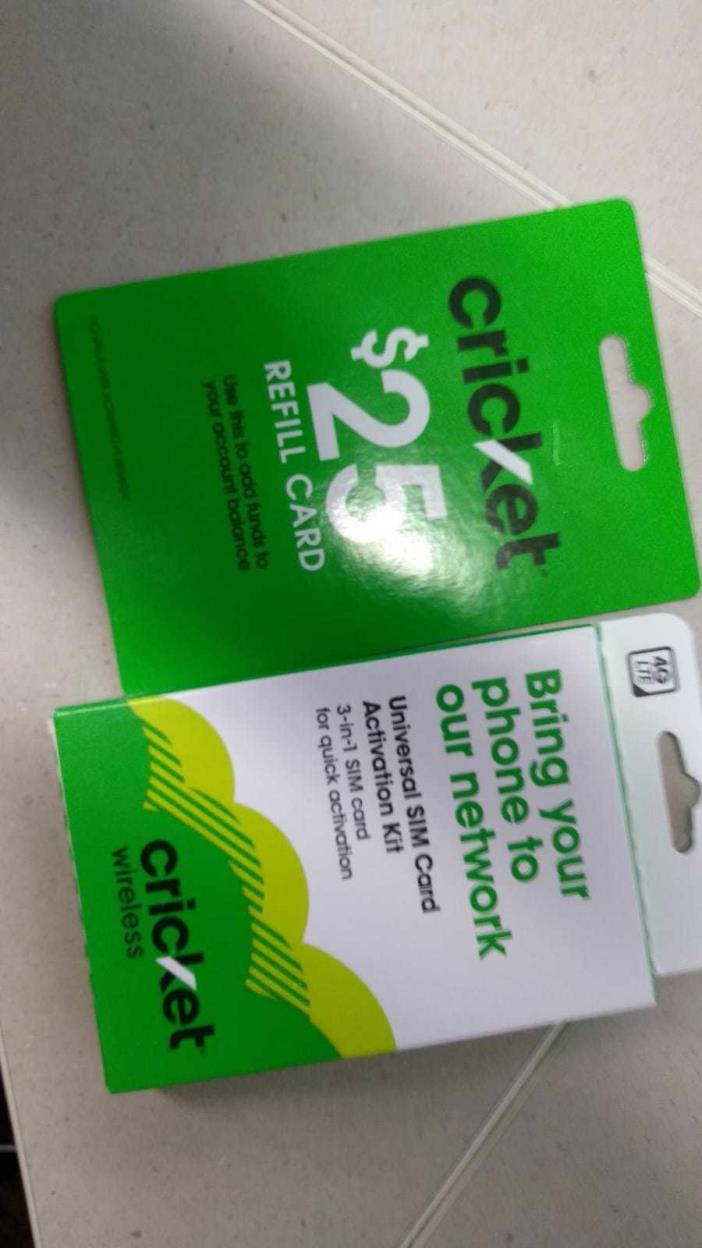 cricket
$25
REFILL CARD
Use this to add funds to
your account balance
4G
LTE
Bring your
phone to
our network
Universal SIM Card
Activation Kit
3-in-1 SIM card
for quick activation
cricket
wireless